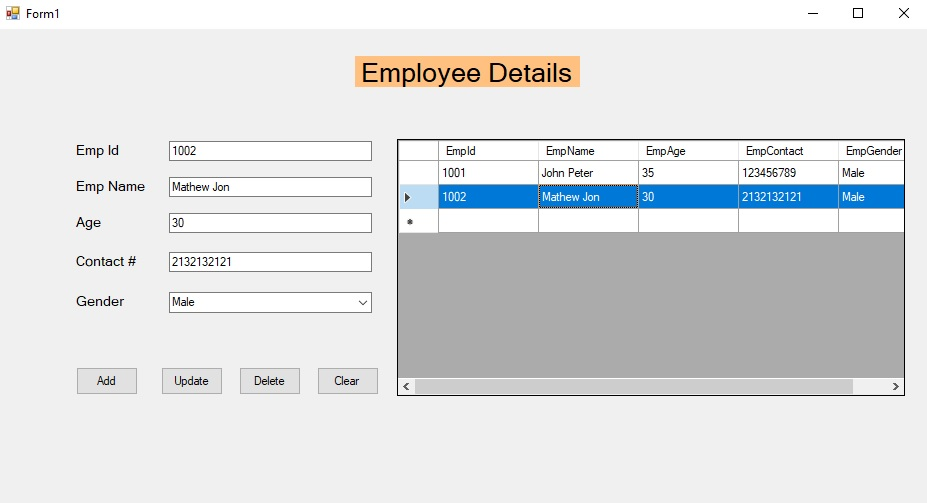 Form1
Employee Details
Emp Id 1002
Emp Name Mathew Jon
Age 30
Contact # 2132132121
Gender Male
Add Update Delete Clear
EmpId EmpName EmpAge EmpContact EmpGender
1001 John Peter 35 123456789 Male
1002 Mathew Jon 30 2132132121 Male